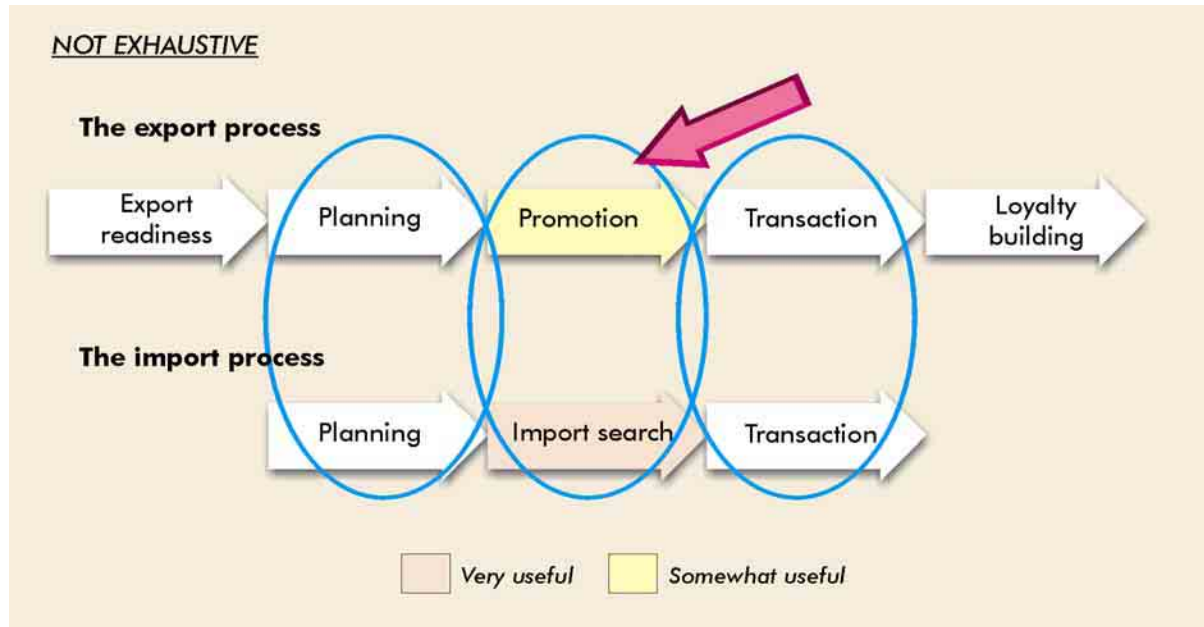 NOT EXHAUSTIVE
The export process
Export
readiness
Planning
Promotion
Transaction
Loyalty
building
The import process
Planning
Import search
Transaction
Very useful
Somewhat useful